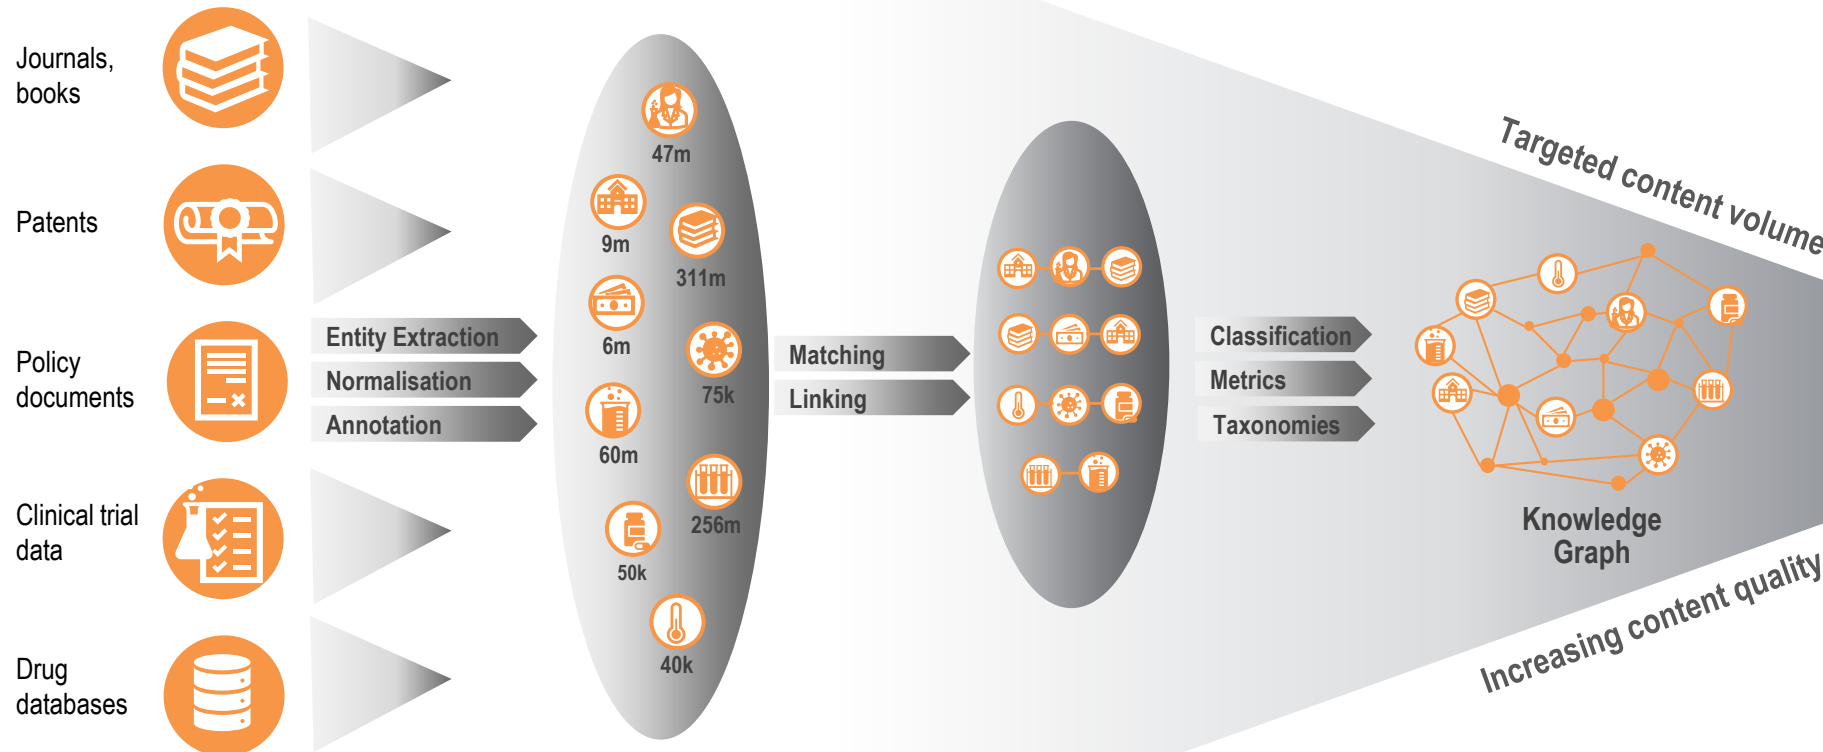 Journals,
books
Patents
Policy
documents
Clinical trial
data
Drug
databases
Entity Extraction
Normalisation
Annotation
47m
9m
311m
6m
75k
60m
256m
50k
40k
Matching
Linking
Classification
Metrics
Taxonomies
Targeted content volume
Knowledge
Graph
Increasing content quality